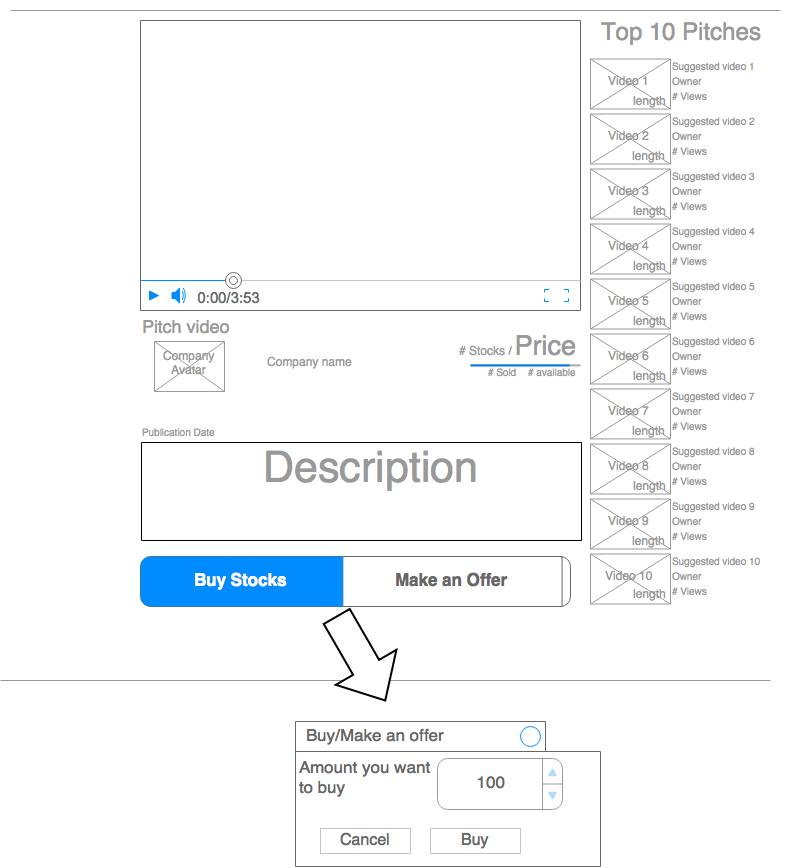 Top 10 Pitches
Video 1
length
Suggested video 1
Owner
# Views
Video 2
length
Suggested video 2
Owner
# Views
Video 3
length
Suggested video 3
Owner
# Views
Video 4
length
Suggested video 4
Owner
# Views
Video 5
length
Suggested video 5
Owner
# Views
Video 6
length
Suggested video 6
Owner
# Views
Video 7
length
Suggested video 7
Owner
# Views
Video 8
length
Suggested video 8
Owner
# Views
Video 9
length
Suggested video 9
Owner
# Views
Video 10
length
Suggested video 10
Owner
# Views
0:00/3:53
Pitch video
Company
Avatar
Company name
# Stocks / Price
# Sold # available
Publication Date
Description
Buy Stocks
Make an Offer
Buy/Make an offer
Amount you want
to buy
100
Cancel
Buy